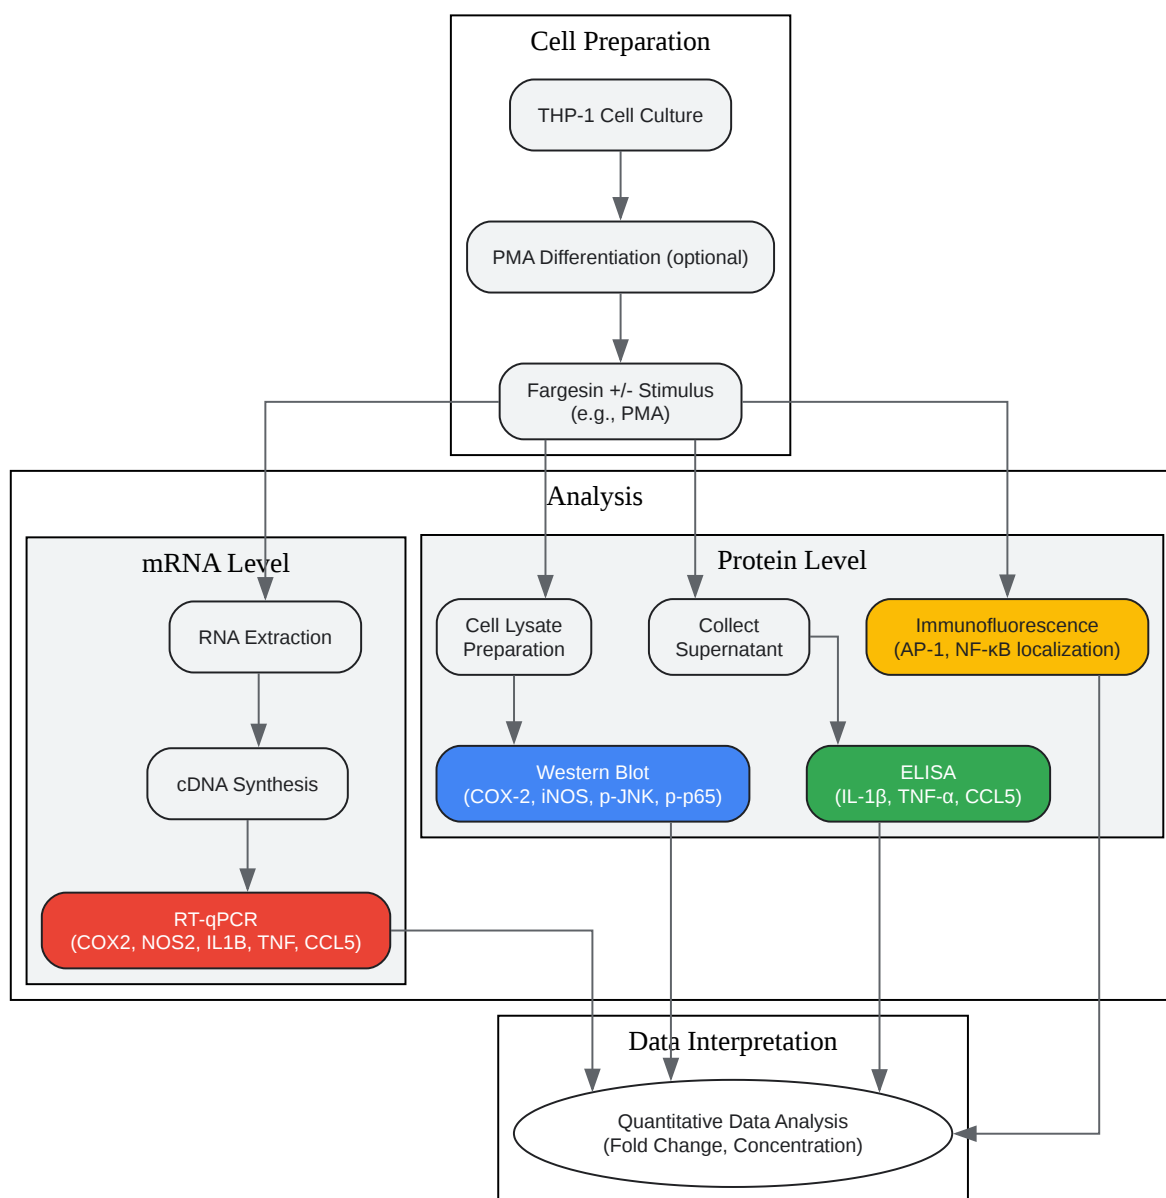 Cell Preparation
THP-1 Cell Culture
PMA Differentiation (optional)
Fargesin +/- Stimulus
(e.g., PMA)
Analysis
mRNA Level
RNA Extraction
cDNA Synthesis
RT-qPCR
(COX2, NOS2, IL1B, TNF, CCL5)
Protein Level
Cell Lysate
Preparation
Collect
Supernatant
Immunofluorescence
(AP-1, NF-κB localization)
Western Blot
(COX-2, iNOS, p-JNK, p-p65)
ELISA
(IL-1β, TNF-α, CCL5)
Data Interpretation
Quantitative Data Analysis
(Fold Change, Concentration)